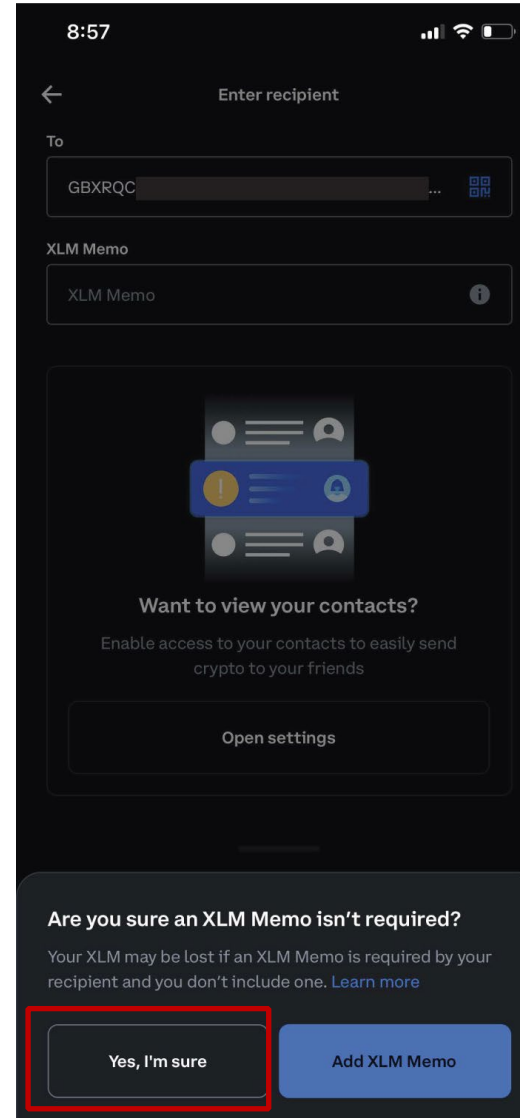 8:57
Enter recipient
To
GBXRQC ...
XLM Memo
XLM Memo
Want to view your contacts?
Enable access to your contacts to easily send
crypto to your friends
Open settings
Are you sure an XLM Memo isn't required?
Your XLM may be lost if an XLM Memo is required by your
recipient and you don't include one. Learn more
Yes, I'm sure
Add XLM Memo